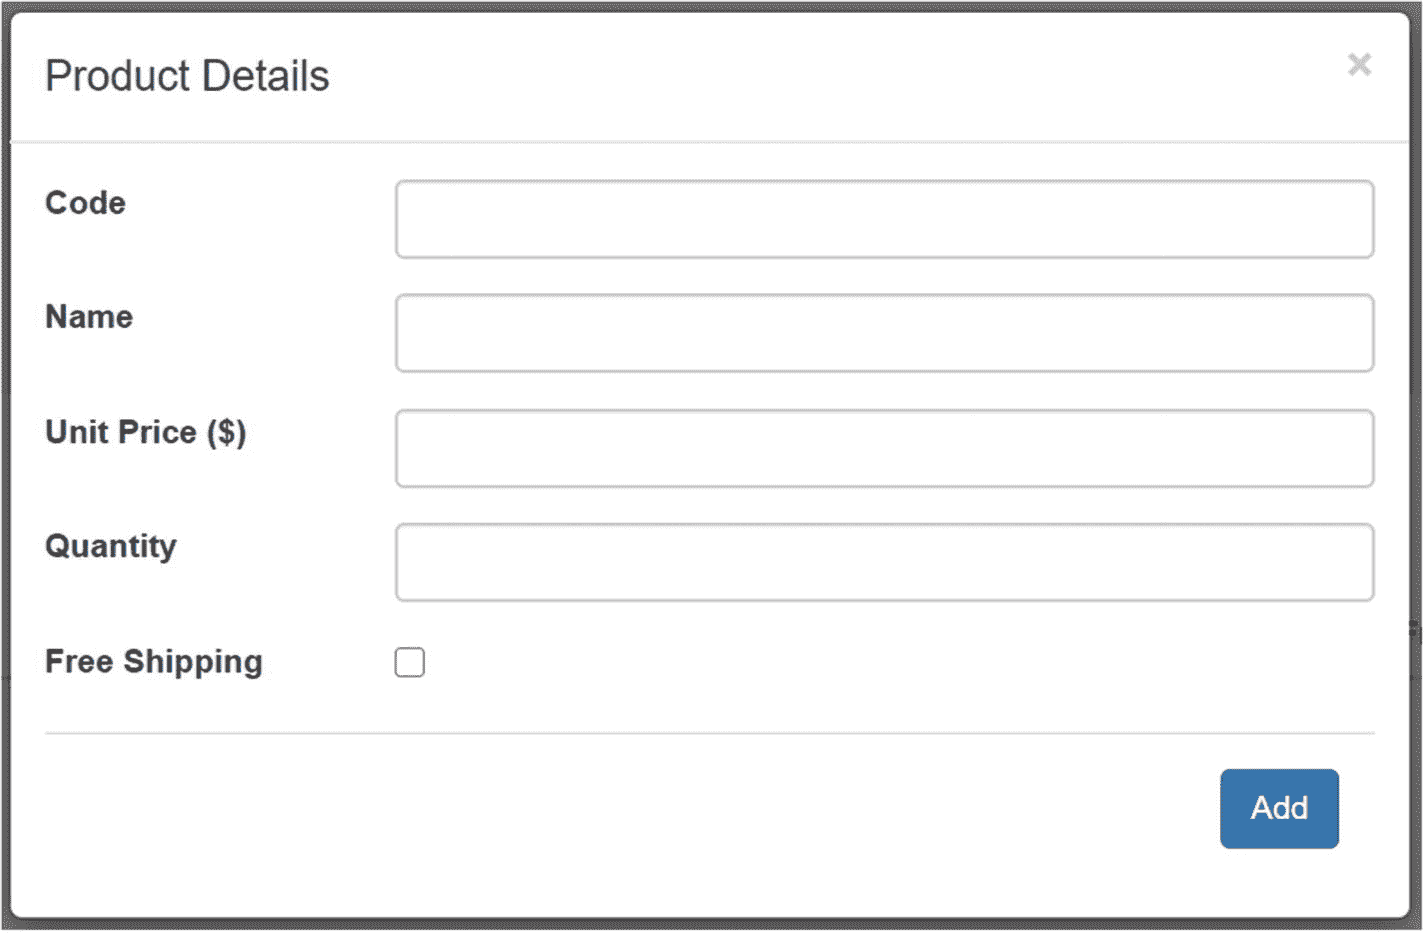 Product Details
×
Code
Name
Unit Price ($)
Quantity
Free Shipping
Add